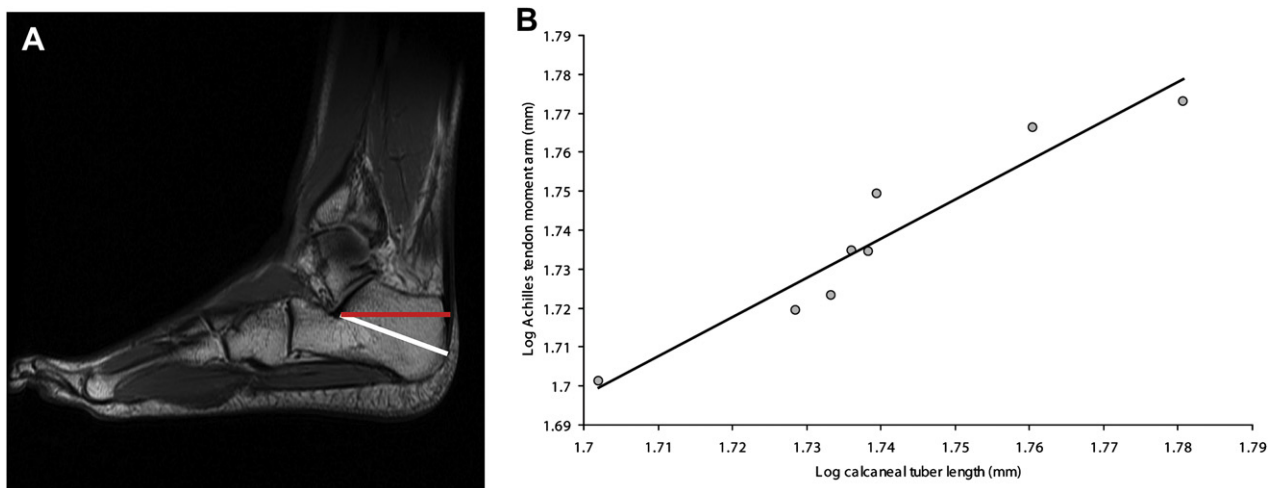 A
B
1.79
1.78
1.77
1.76
1.75
1.74
1.73
1.72
1.71
1.7
1.69
Log Achilles tendon moment arm (mm)
1.7 1.71 1.72 1.73 1.74 1.75 1.76 1.77 1.78 1.79
Log calcaneal tuber length (mm)